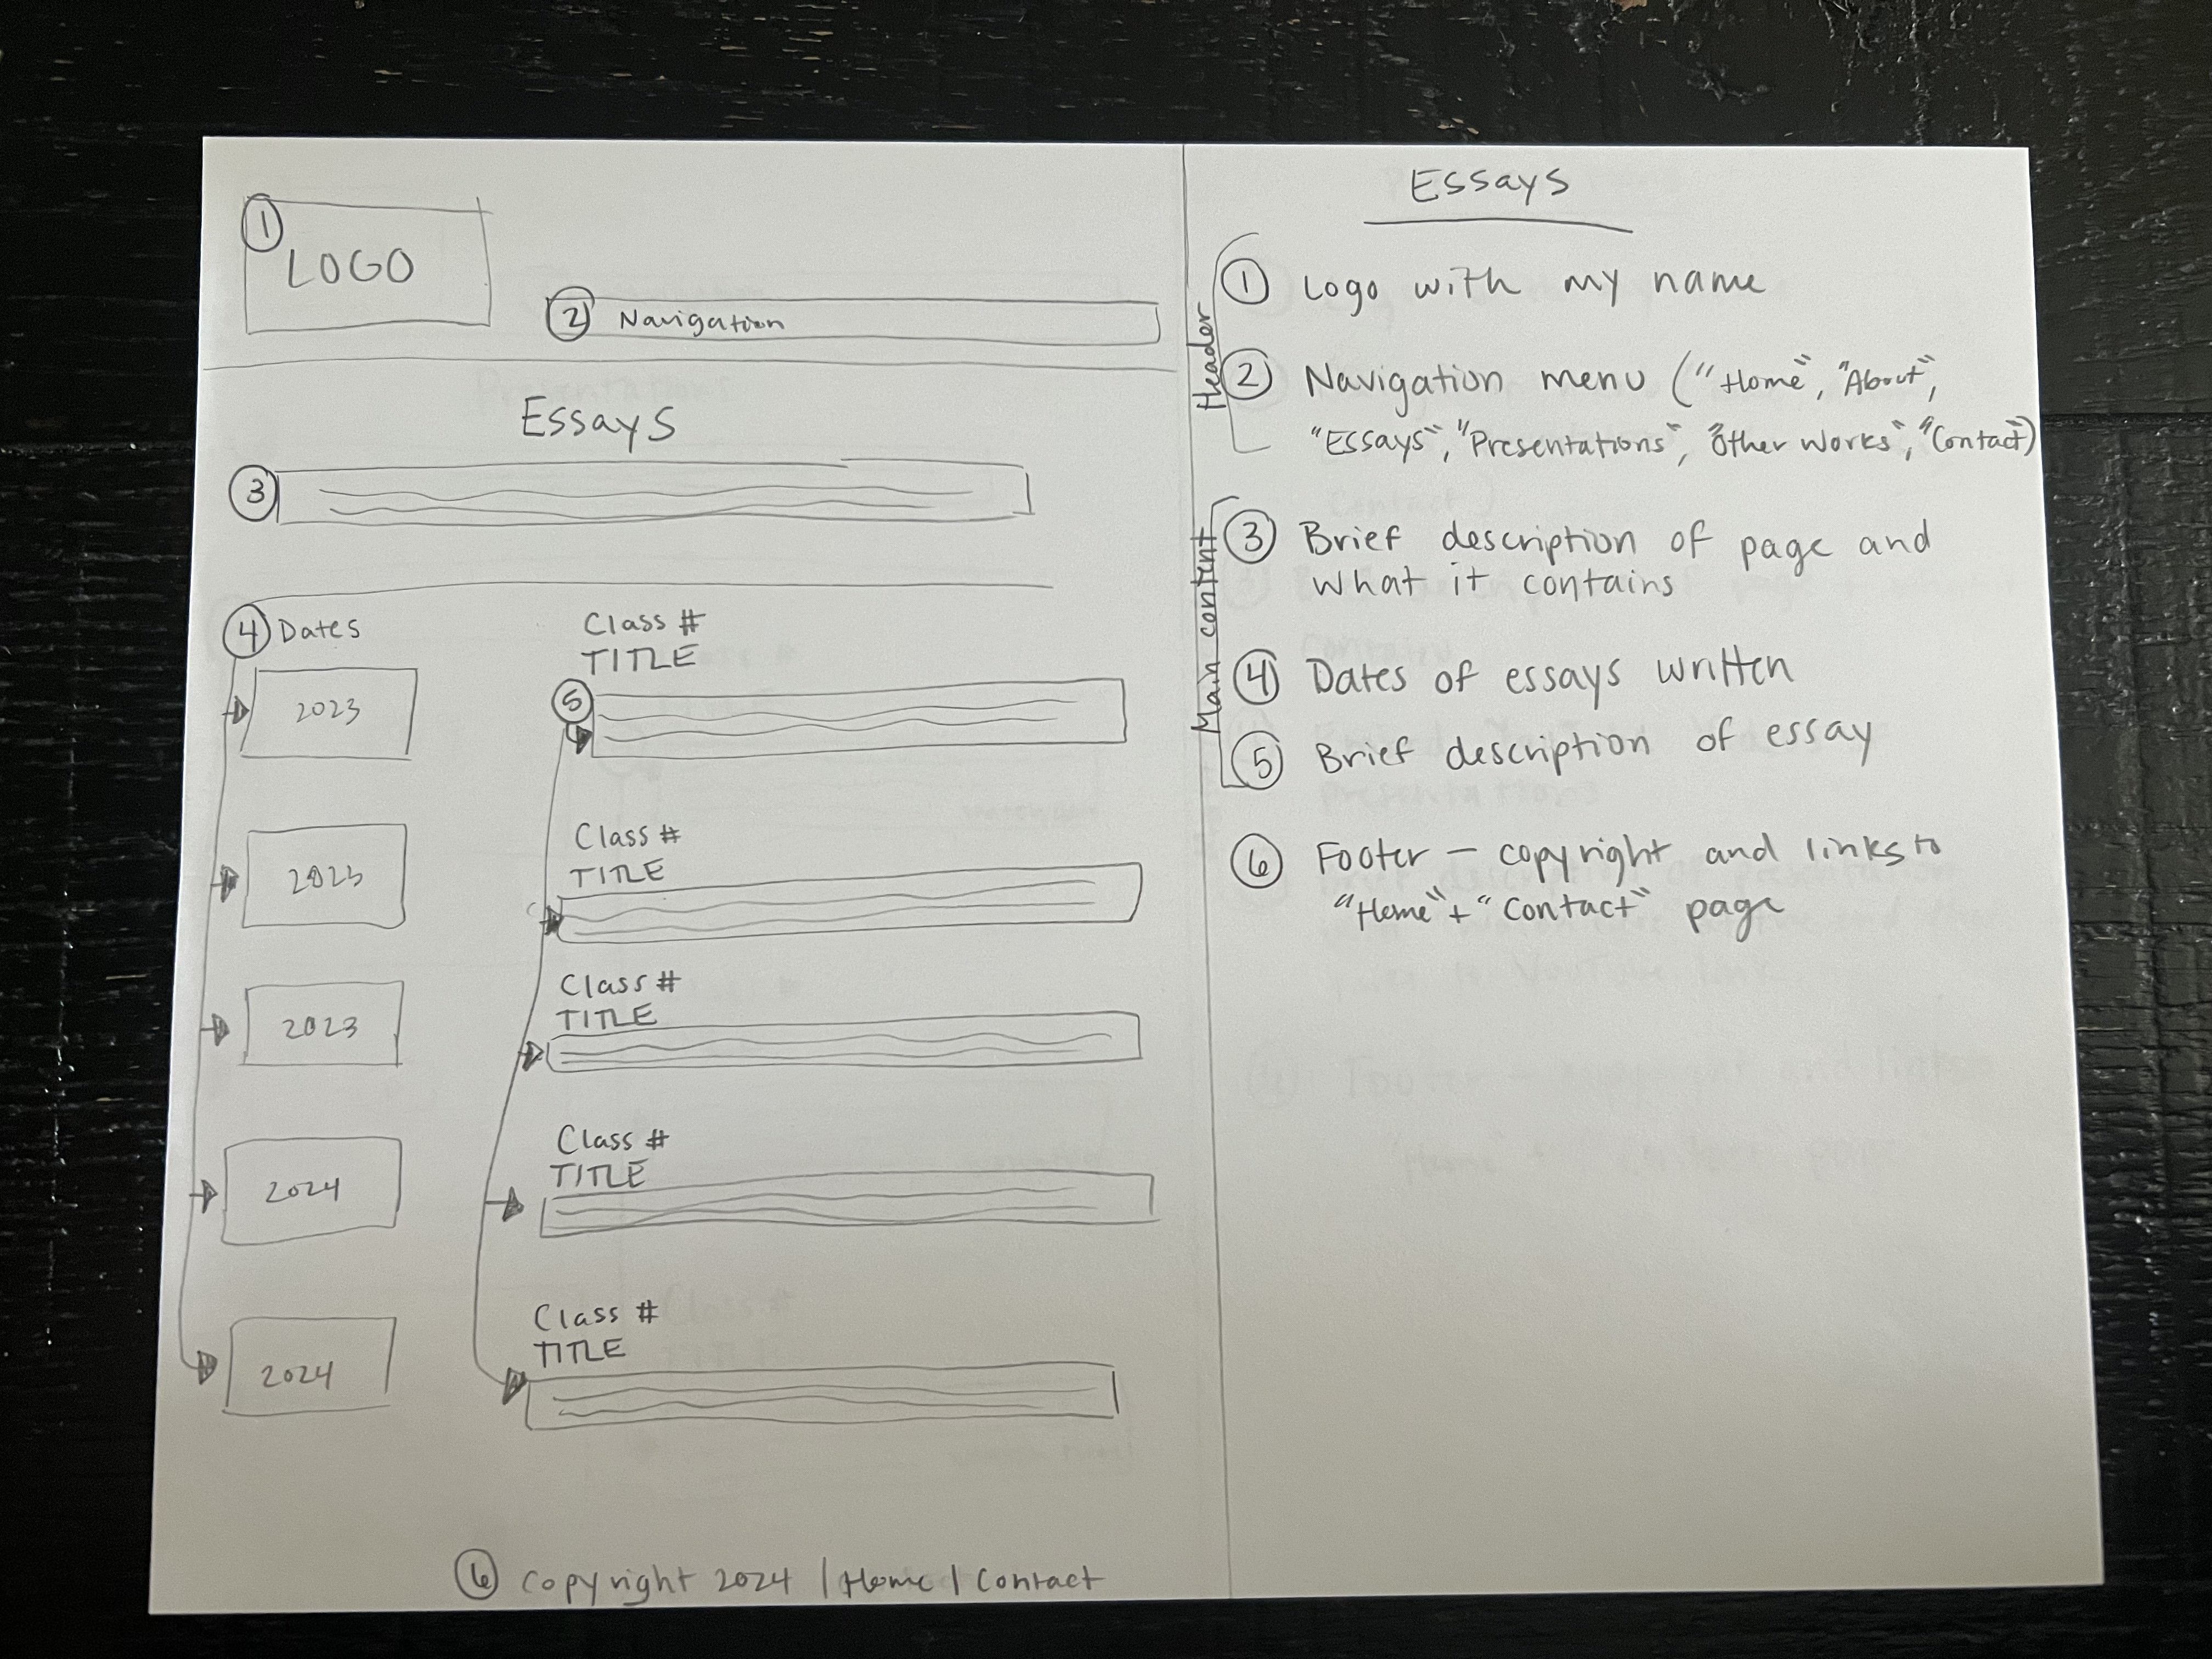 ① LOGO
② Navigation
Essays
③
④ Dates
Class #
TITLE
2023
⑤
Class #
TITLE
2023
Class #
TITLE
2023
Class #
TITLE
2024
Class #
TITLE
2024
⑥ Copyright 2024 | Home | Contact
Essays
Header
① Logo with my name
② Navigation menu ("Home", "About",
"Essays", "Presentations", "Other Works", "Contact")
Main content
③ Brief description of page and
what it contains
④ Dates of essays written
⑤ Brief description of essay
⑥ Footer — copyright and links to
"Home" + "Contact" page